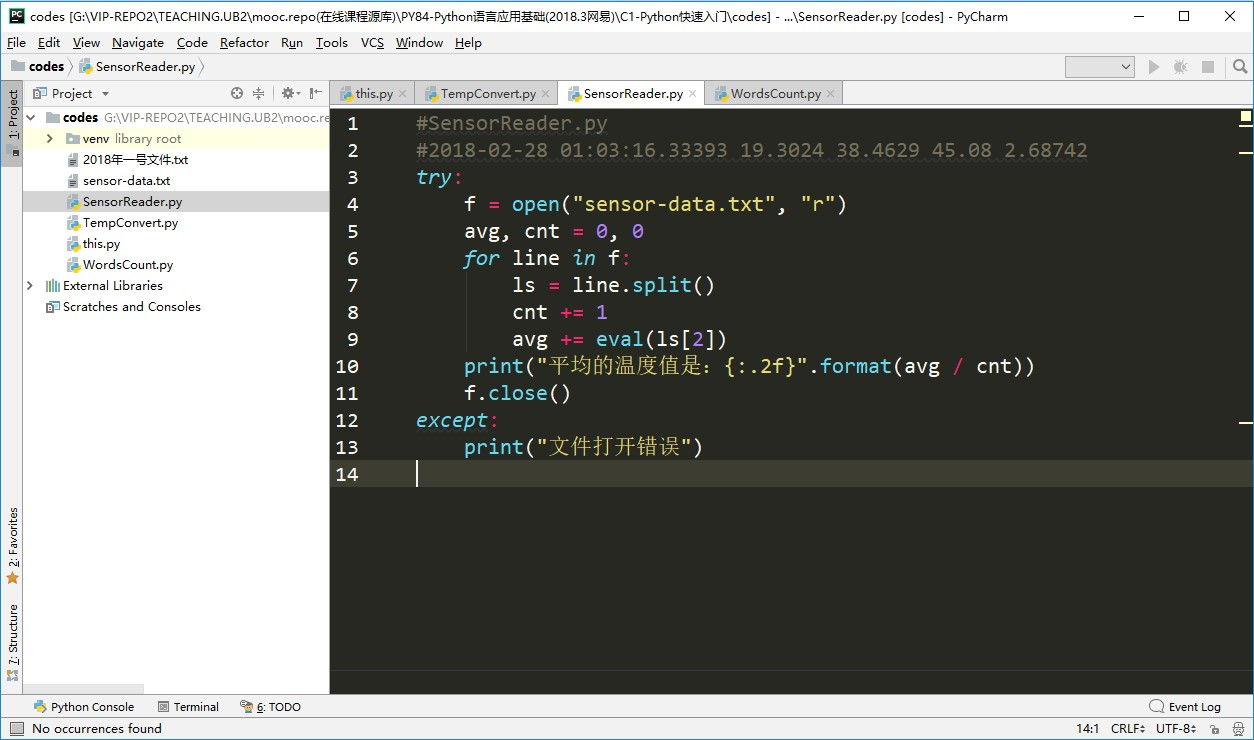 codes [G:\VIP-REPO2\TEACHING.UB2\mooc.repo(在线课程源库)\PY84-Python语言应用基础(2018.3网易)\C1-Python快速入门\codes] - ...\SensorReader.py [codes] - PyCharm
File Edit View Navigate Code Refactor Run Tools VCS Window Help
codes SensorReader.py
1: Project
Project
this.py TempConvert.py SensorReader.py WordsCount.py
codes G:\VIP-REPO2\TEACHING.UB2\mooc.re
venv library root
2018年一号文件.txt
sensor-data.txt
SensorReader.py
TempConvert.py
this.py
WordsCount.py
External Libraries
Scratches and Consoles
1 #SensorReader.py
2 #2018-02-28 01:03:16.33393 19.3024 38.4629 45.08 2.68742
3 try:
4     f = open("sensor-data.txt", "r")
5     avg, cnt = 0, 0
6     for line in f:
7         ls = line.split()
8         cnt += 1
9         avg += eval(ls[2])
10     print("平均的温度值是：{:.2f}".format(avg / cnt))
11     f.close()
12 except:
13     print("文件打开错误")
14
2: Favorites
7: Structure
Python Console Terminal 6: TODO Event Log
No occurrences found 14:1 CRLF UTF-8